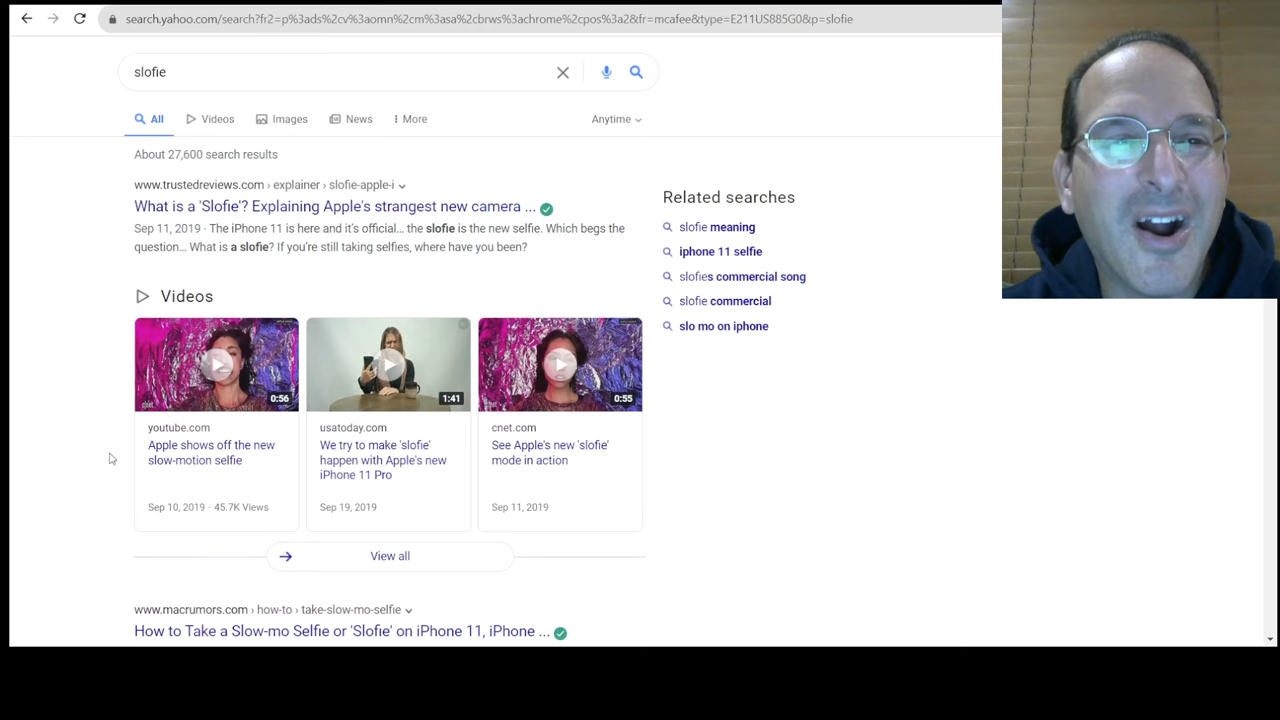 search.yahoo.com/search?fr2=p%3ads%2cv%3aomn%2cm%3asa%2cbrws%3achrome%2cpos%3a2&fr=mcafee&type=E211US885G0&p=slofie
slofie
All Videos Images News More Anytime
About 27,600 search results
www.trustedreviews.com › explainer › slofie-apple-i
What is a 'Slofie'? Explaining Apple's strangest new camera ...
Sep 11, 2019 · The iPhone 11 is here and it's official... the slofie is the new selfie. Which begs the
question... What is a slofie? If you're still taking selfies, where have you been?
Videos
0:56
youtube.com
Apple shows off the new
slow-motion selfie
Sep 10, 2019 · 45.7K Views
1:41
usatoday.com
We try to make 'slofie'
happen with Apple's new
iPhone 11 Pro
Sep 19, 2019
0:55
cnet.com
See Apple's new 'slofie'
mode in action
Sep 11, 2019
View all
www.macrumors.com › how-to › take-slow-mo-selfie
How to Take a Slow-mo Selfie or 'Slofie' on iPhone 11, iPhone ...
Related searches
slofie meaning
iphone 11 selfie
slofies commercial song
slofie commercial
slo mo on iphone